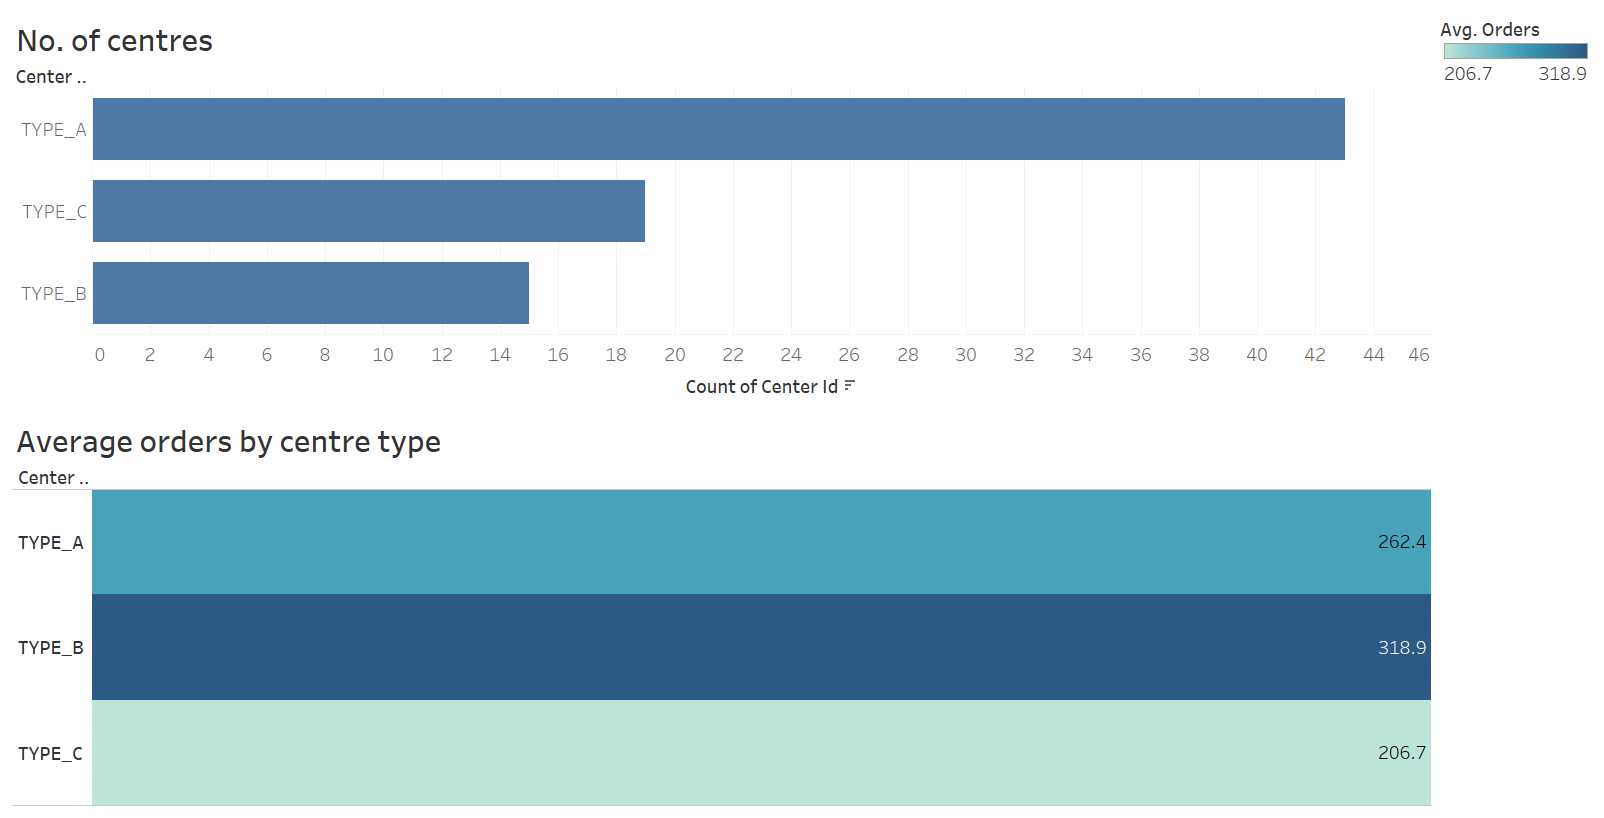 No. of centres
Center ..
TYPE_A
TYPE_C
TYPE_B
0 2 4 6 8 10 12 14 16 18 20 22 24 26 28 30 32 34 36 38 40 42 44 46
Count of Center Id
Avg. Orders
206.7 318.9
Average orders by centre type
Center ..
TYPE_A 262.4
TYPE_B 318.9
TYPE_C 206.7